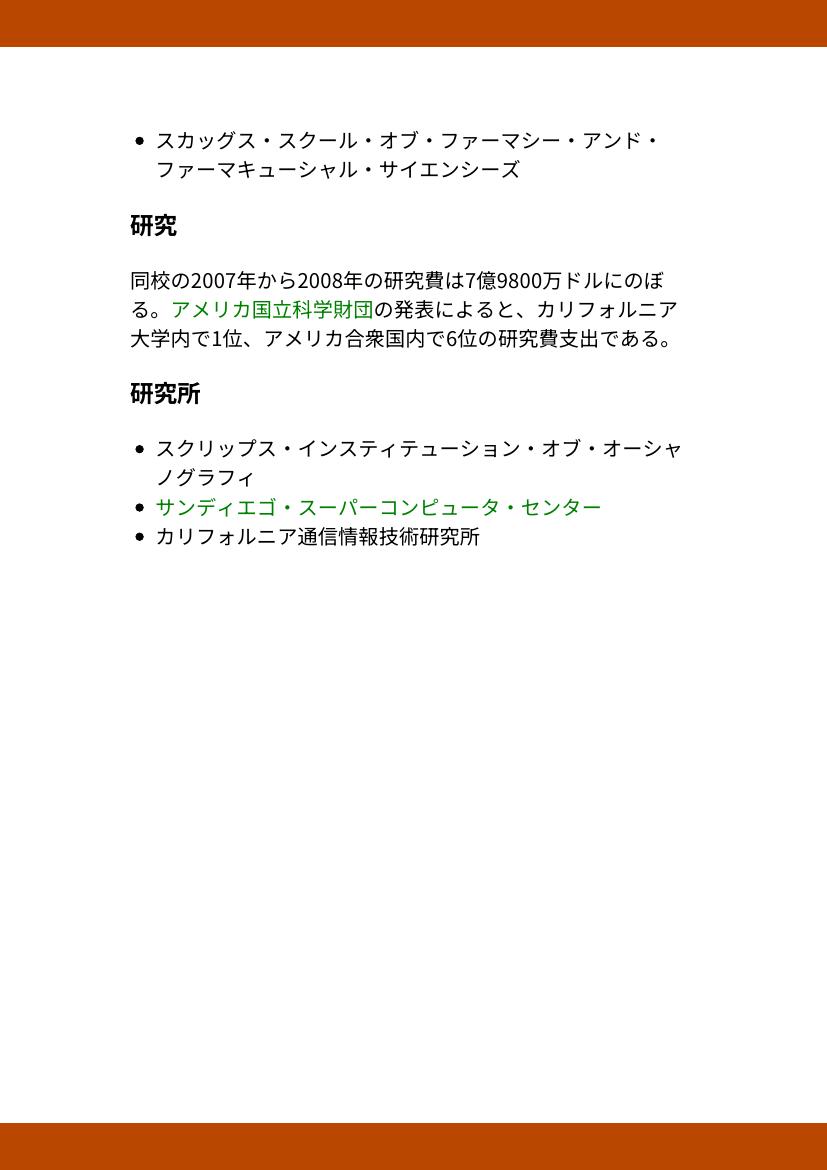 スカッグス・スクール・オブ・ファーマシー・アンド・
ファーマキューシャル・サイエンシーズ
研究
同校の2007年から2008年の研究費は7億9800万ドルにのぼ
る。アメリカ国立科学財団の発表によると、カリフォルニア
大学内で1位、アメリカ合衆国内で6位の研究費支出である。
研究所
スクリップス・インスティテューション・オブ・オーシャ
ノグラフィ
サンディエゴ・スーパーコンピュータ・センター
カリフォルニア通信情報技術研究所